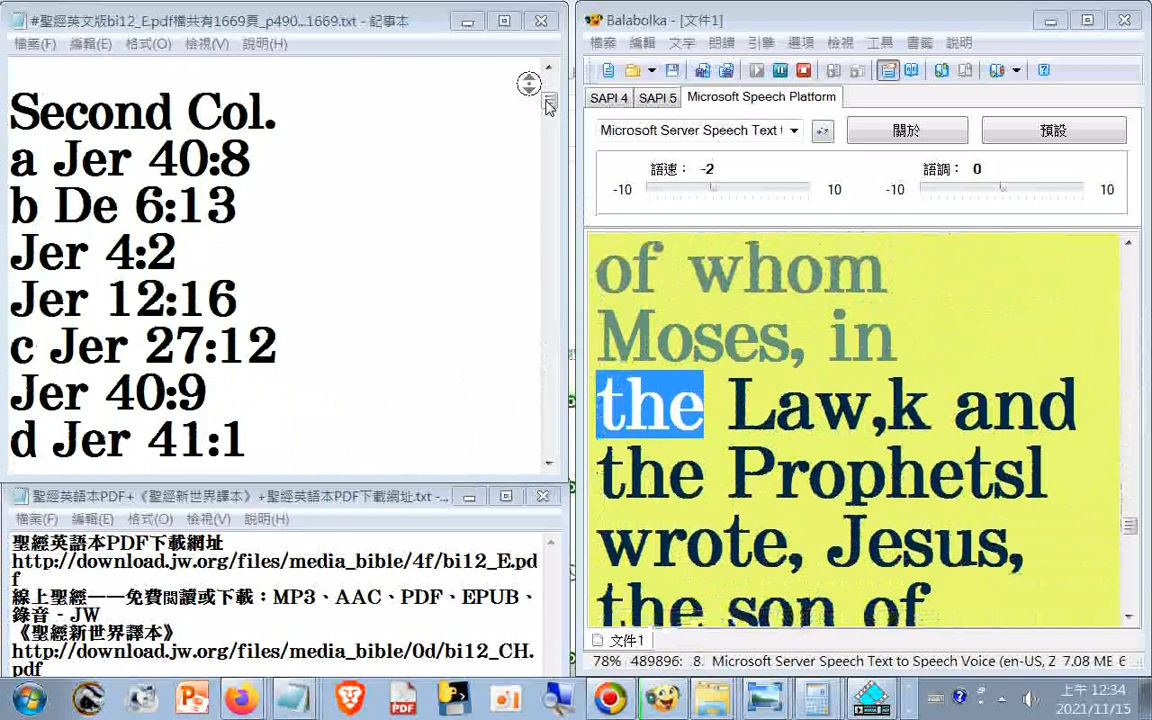 #聖經英文版bi12_E.pdf檔共有1669頁_p490...1669.txt - 記事本
檔案(F) 編輯(E) 格式(O) 檢視(V) 說明(H)
Second Col.
a Jer 40:8
b De 6:13
Jer 4:2
Jer 12:16
c Jer 27:12
Jer 40:9
d Jer 41:1
聖經英語本PDF+《聖經新世界譯本》+聖經英語本PDF下載網址.txt -...
檔案(F) 編輯(E) 格式(O) 檢視(V) 說明(H)
聖經英語本PDF下載網址
http://download.jw.org/files/media_bible/4f/bi12_E.pd
f
線上聖經——免費閱讀或下載：MP3、AAC、PDF、EPUB、
錄音 - JW
《聖經新世界譯本》
http://download.jw.org/files/media_bible/0d/bi12_CH.
pdf
Balabolka - [文件1]
檔案 編輯 文字 朗讀 引擎 選項 檢視 工具 書籤 說明
SAPI 4 SAPI 5 Microsoft Speech Platform
Microsoft Server Speech Text 關於 預設
語速： -2 語調： 0
-10 10 -10 10
of whom
Moses, in
the Law,k and
the Prophetsl
wrote, Jesus,
the son of
文件1
78% 489896: 8. Microsoft Server Speech Text to Speech Voice (en-US, Z 7.08 ME 6
上午 12:34
2021/11/15